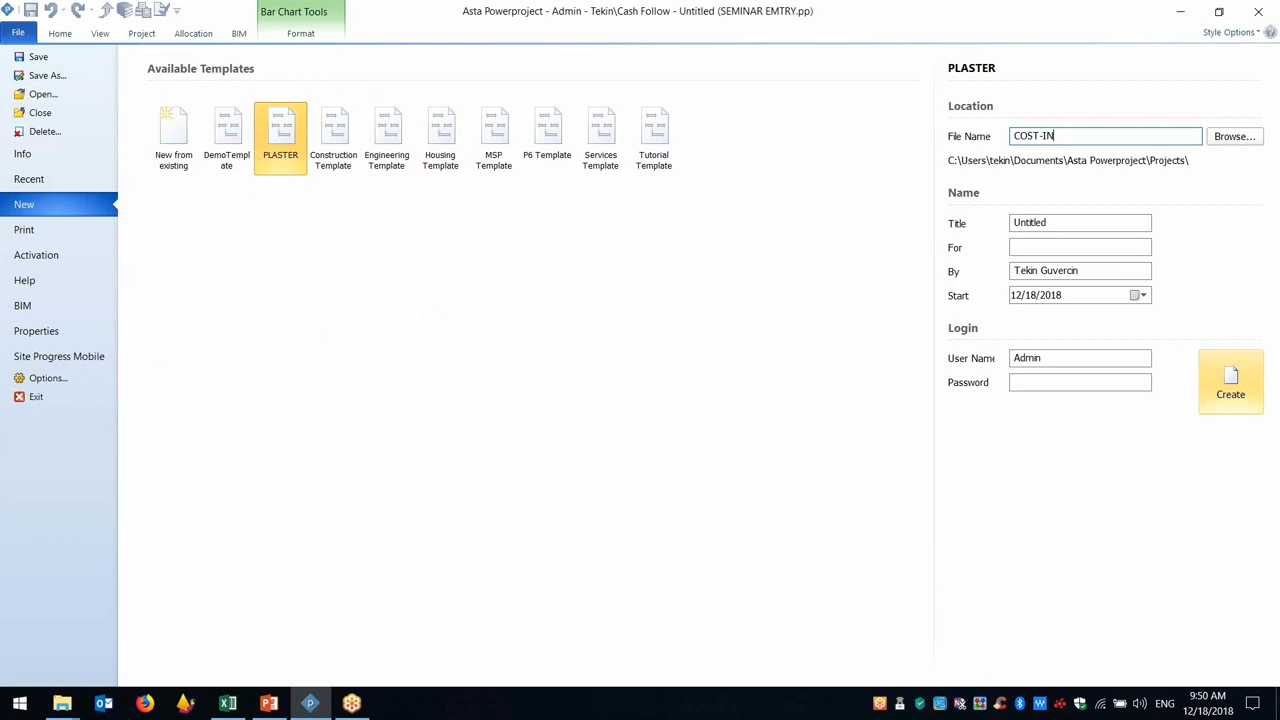 Bar Chart Tools
Asta Powerproject - Admin - Tekin\Cash Follow - Untitled (SEMINAR EMTRY.pp)
File
Home
View
Project
Allocation
BIM
Format
Style Options
Save
Save As...
Open...
Close
Delete...
Info
Recent
New
Print
Activation
Help
BIM
Properties
Site Progress Mobile
Options...
Exit
Available Templates
New from
existing
DemoTempl
ate
PLASTER
Construction
Template
Engineering
Template
Housing
Template
MSP
Template
P6 Template
Services
Template
Tutorial
Template
PLASTER
Location
File Name
COST-IN
Browse...
C:\Users\tekin\Documents\Asta Powerproject\Projects\
Name
Title
Untitled
For
By
Tekin Guvercin
Start
12/18/2018
Login
User Name
Admin
Password
Create
ENG
9:50 AM
12/18/2018